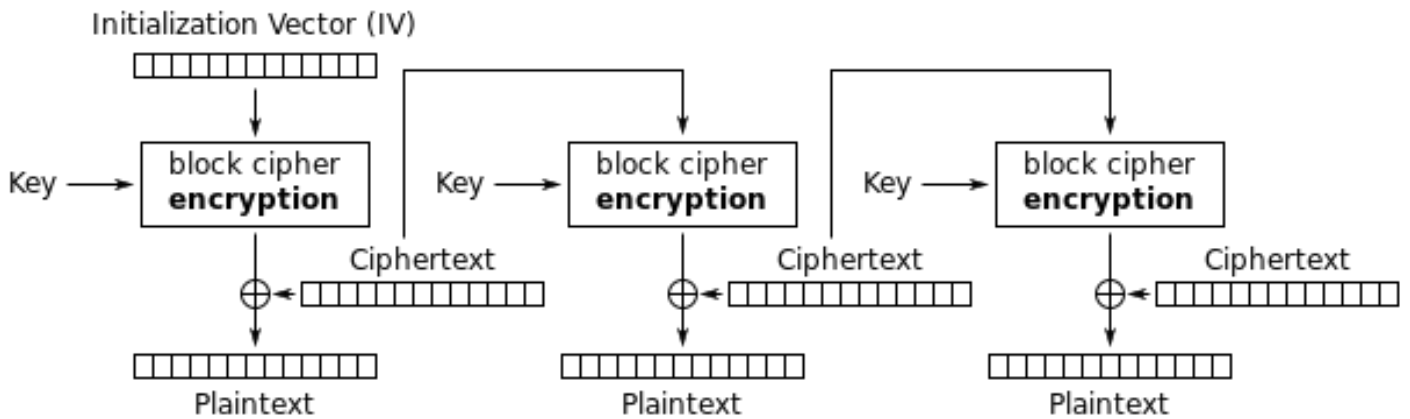 Initialization Vector (IV)
Key
block cipher
encryption
Ciphertext
Plaintext
Key
block cipher
encryption
Ciphertext
Plaintext
Key
block cipher
encryption
Ciphertext
Plaintext